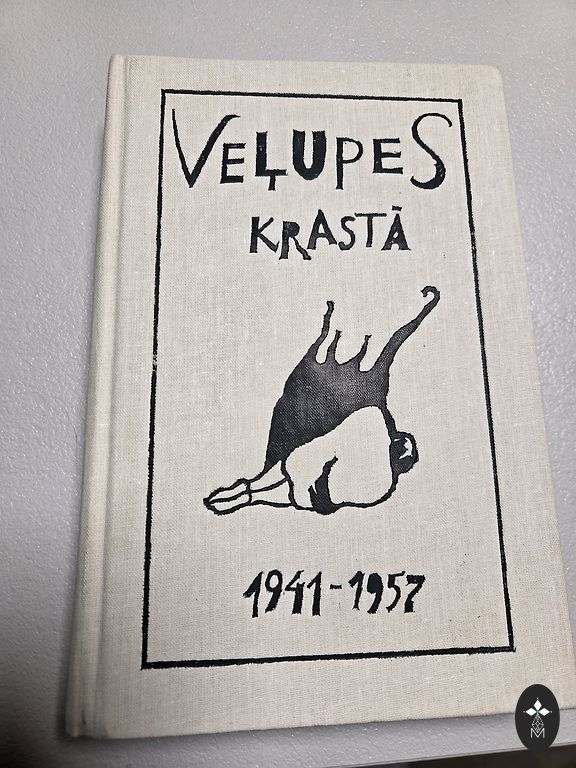 VEĻUPES
KRASTĀ
1941-1957
M